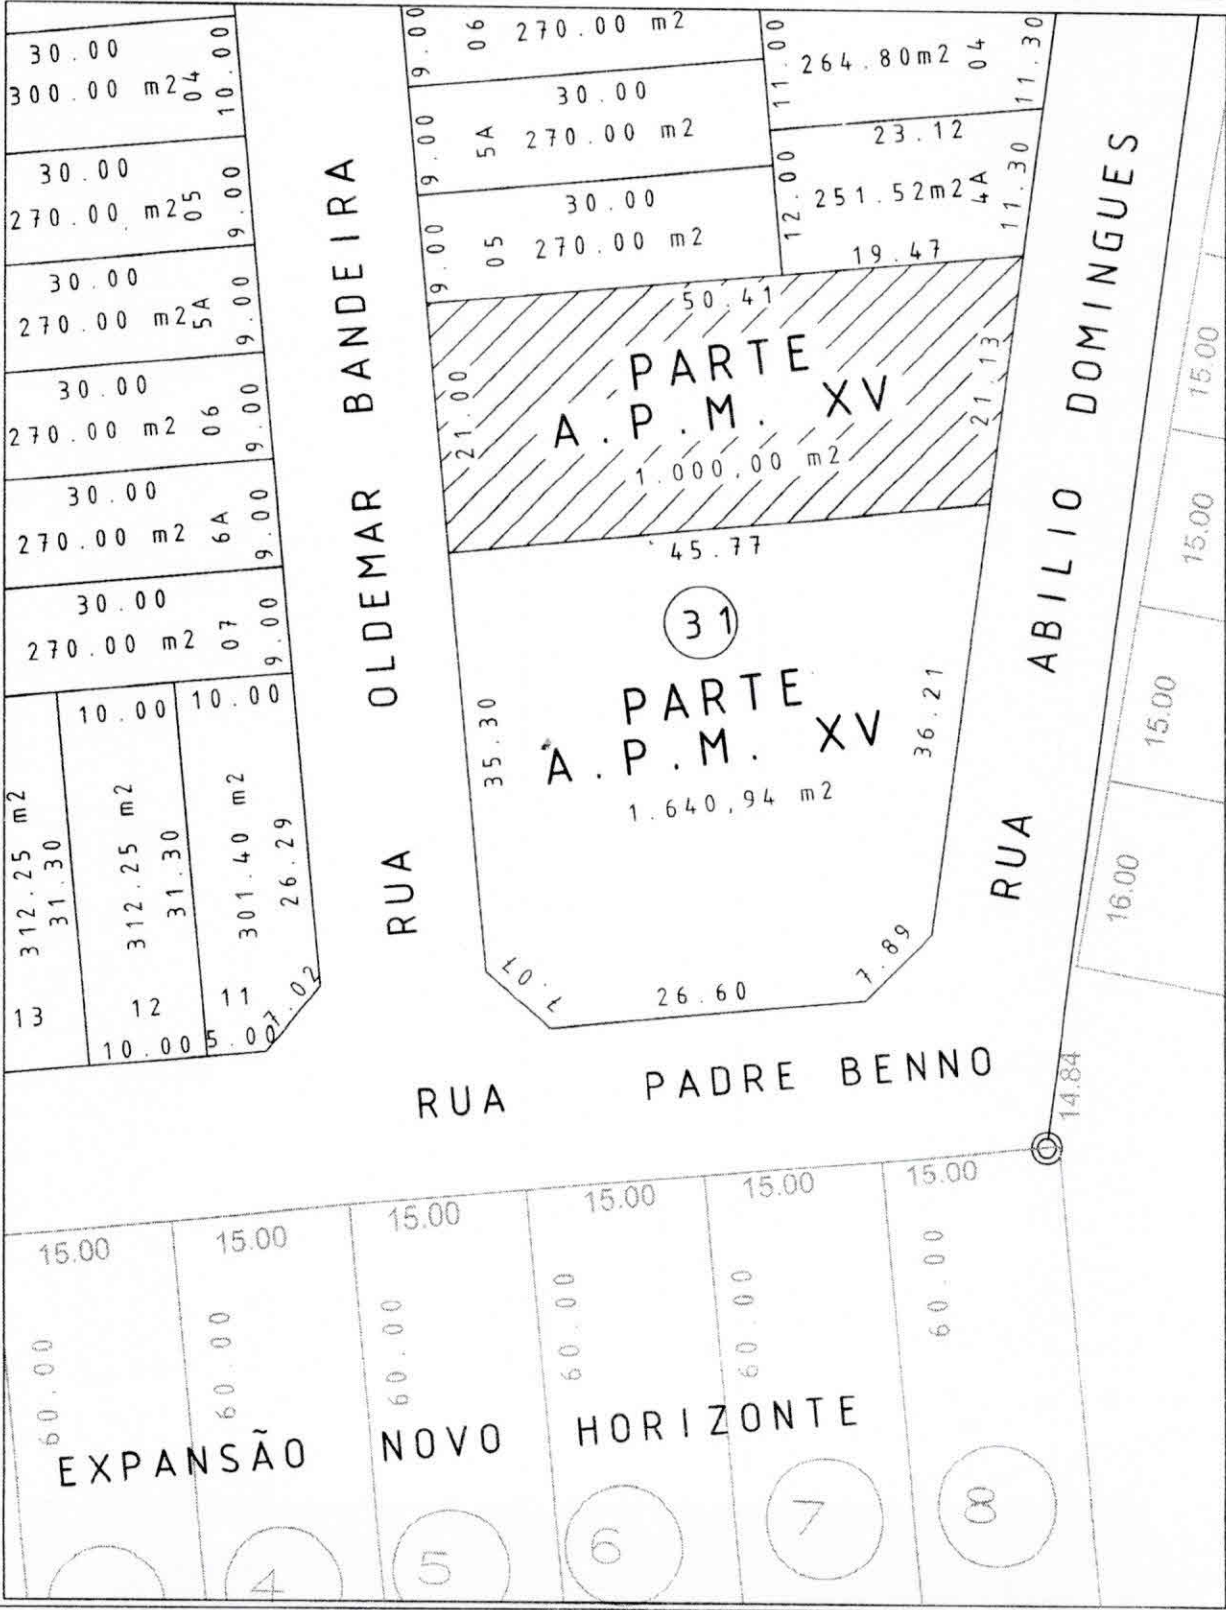 30.00
300.00 m2
04
10.00
30.00
270.00 m2
05
9.00
30.00
270.00 m2
5A
9.00
30.00
270.00 m2
06
9.00
30.00
270.00 m2
6A
9.00
30.00
270.00 m2
07
9.00
312.25 m2
31.30
13
10.00
312.25 m2
31.30
12
10.00
10.00
301.40 m2
26.29
11
5.00
7.02
RUA OLDEMAR BANDEIRA
9.00
06
270.00 m2
9.00
5A
30.00
270.00 m2
9.00
05
30.00
270.00 m2
11.00
264.80m2
04
11.30
12.00
23.12
251.52m2
4A
11.30
19.47
50.41
PARTE
A.P.M. XV
1.000,00 m2
21.00
21.13
45.77
31
PARTE
A.P.M. XV
1.640,94 m2
35.30
36.21
7.07
26.60
7.89
RUA ABILIO DOMINGUES
15.00
15.00
15.00
16.00
14.84
RUA PADRE BENNO
15.00
15.00
15.00
15.00
15.00
15.00
60.00
60.00
60.00
60.00
60.00
60.00
EXPANSÃO NOVO HORIZONTE
4
5
6
7
8